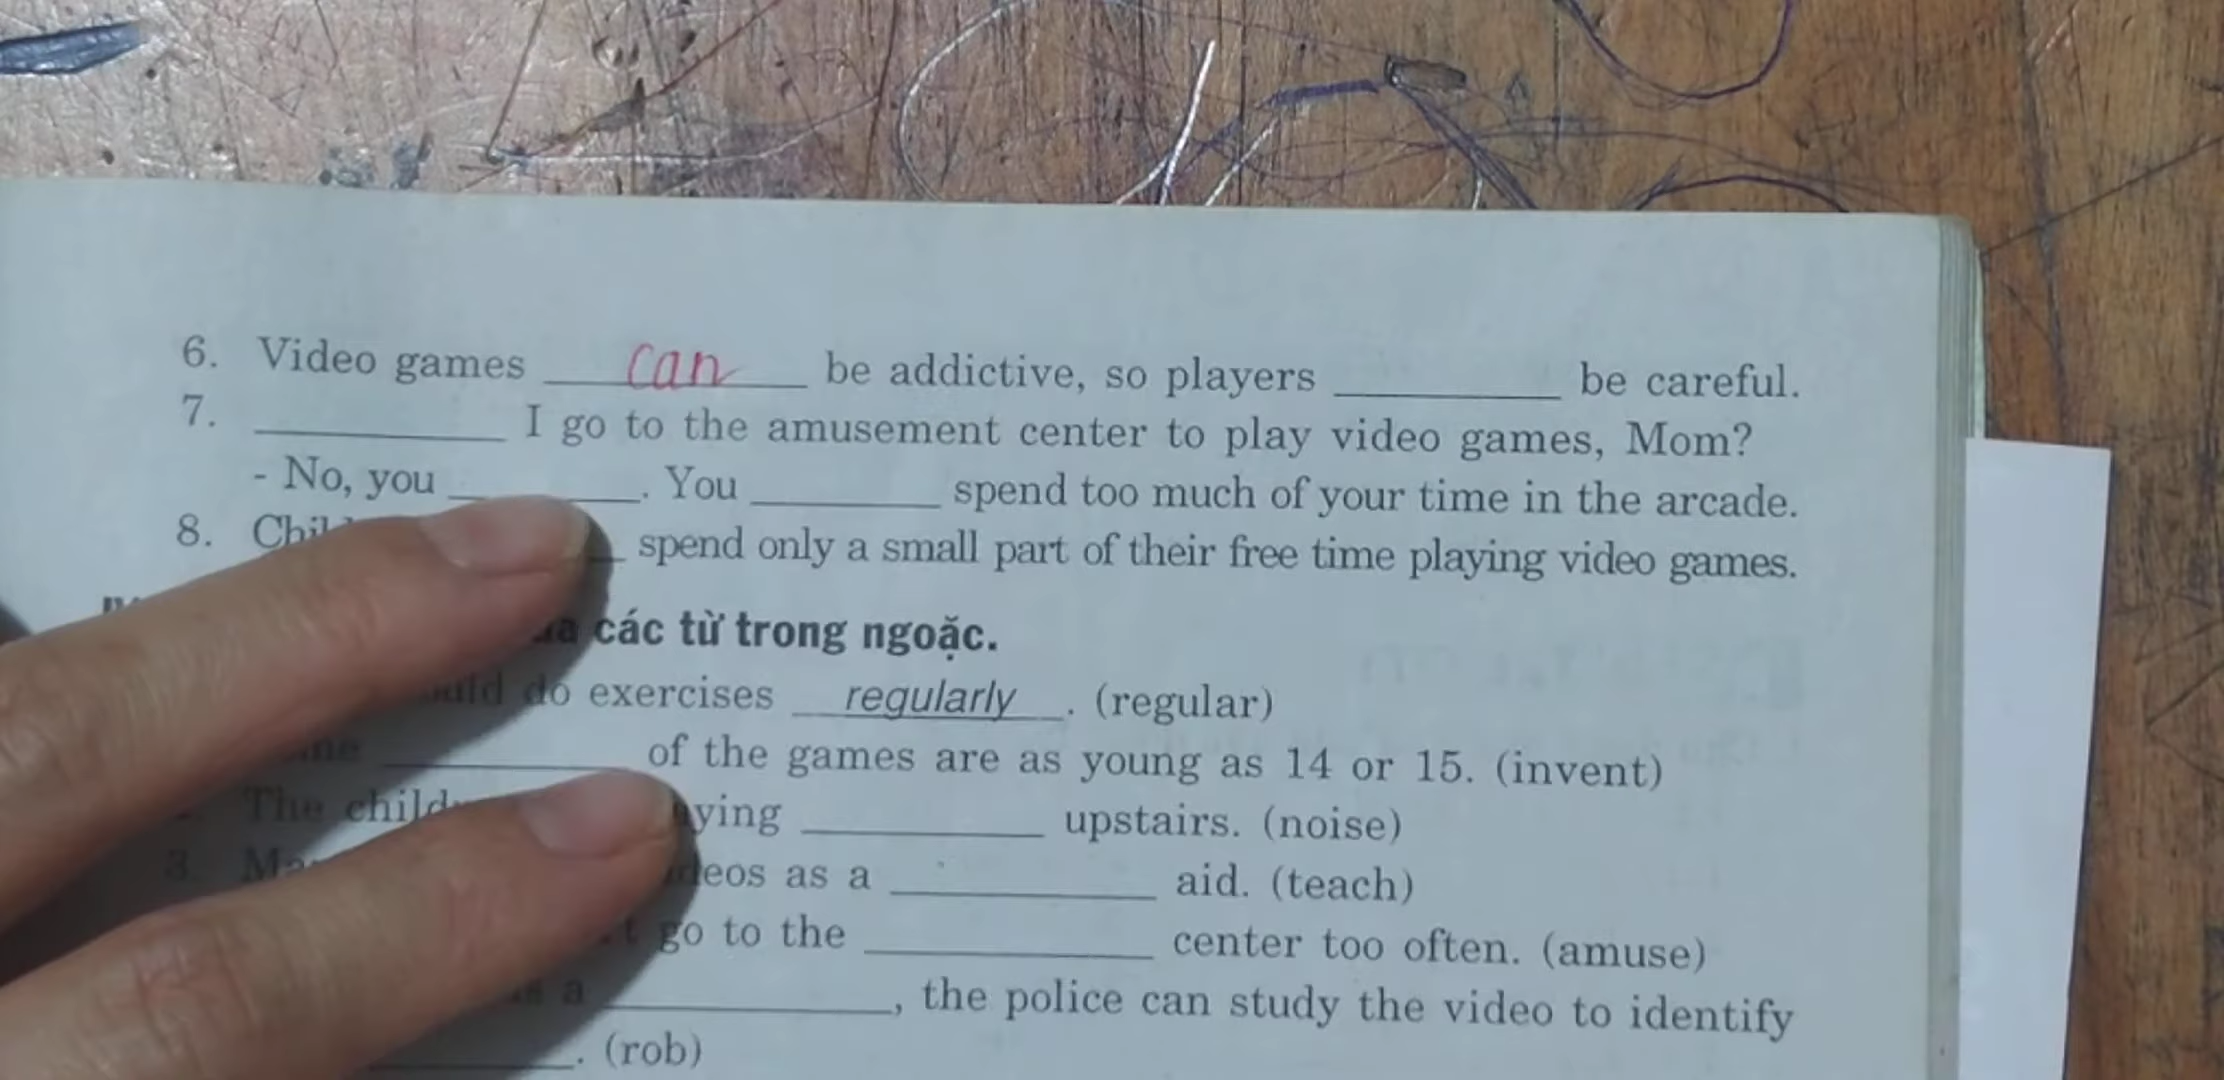 6. Video games can be addictive, so players be careful.
7. I go to the amusement center to play video games, Mom?
- No, you . You spend too much of your time in the arcade.
8. spend only a small part of their free time playing video games.
các từ trong ngoặc.
do exercises regularly . (regular)
of the games are as young as 14 or 15. (invent)
The upstairs. (noise)
3. as a aid. (teach)
go to the center too often. (amuse)
a , the police can study the video to identify
. (rob)